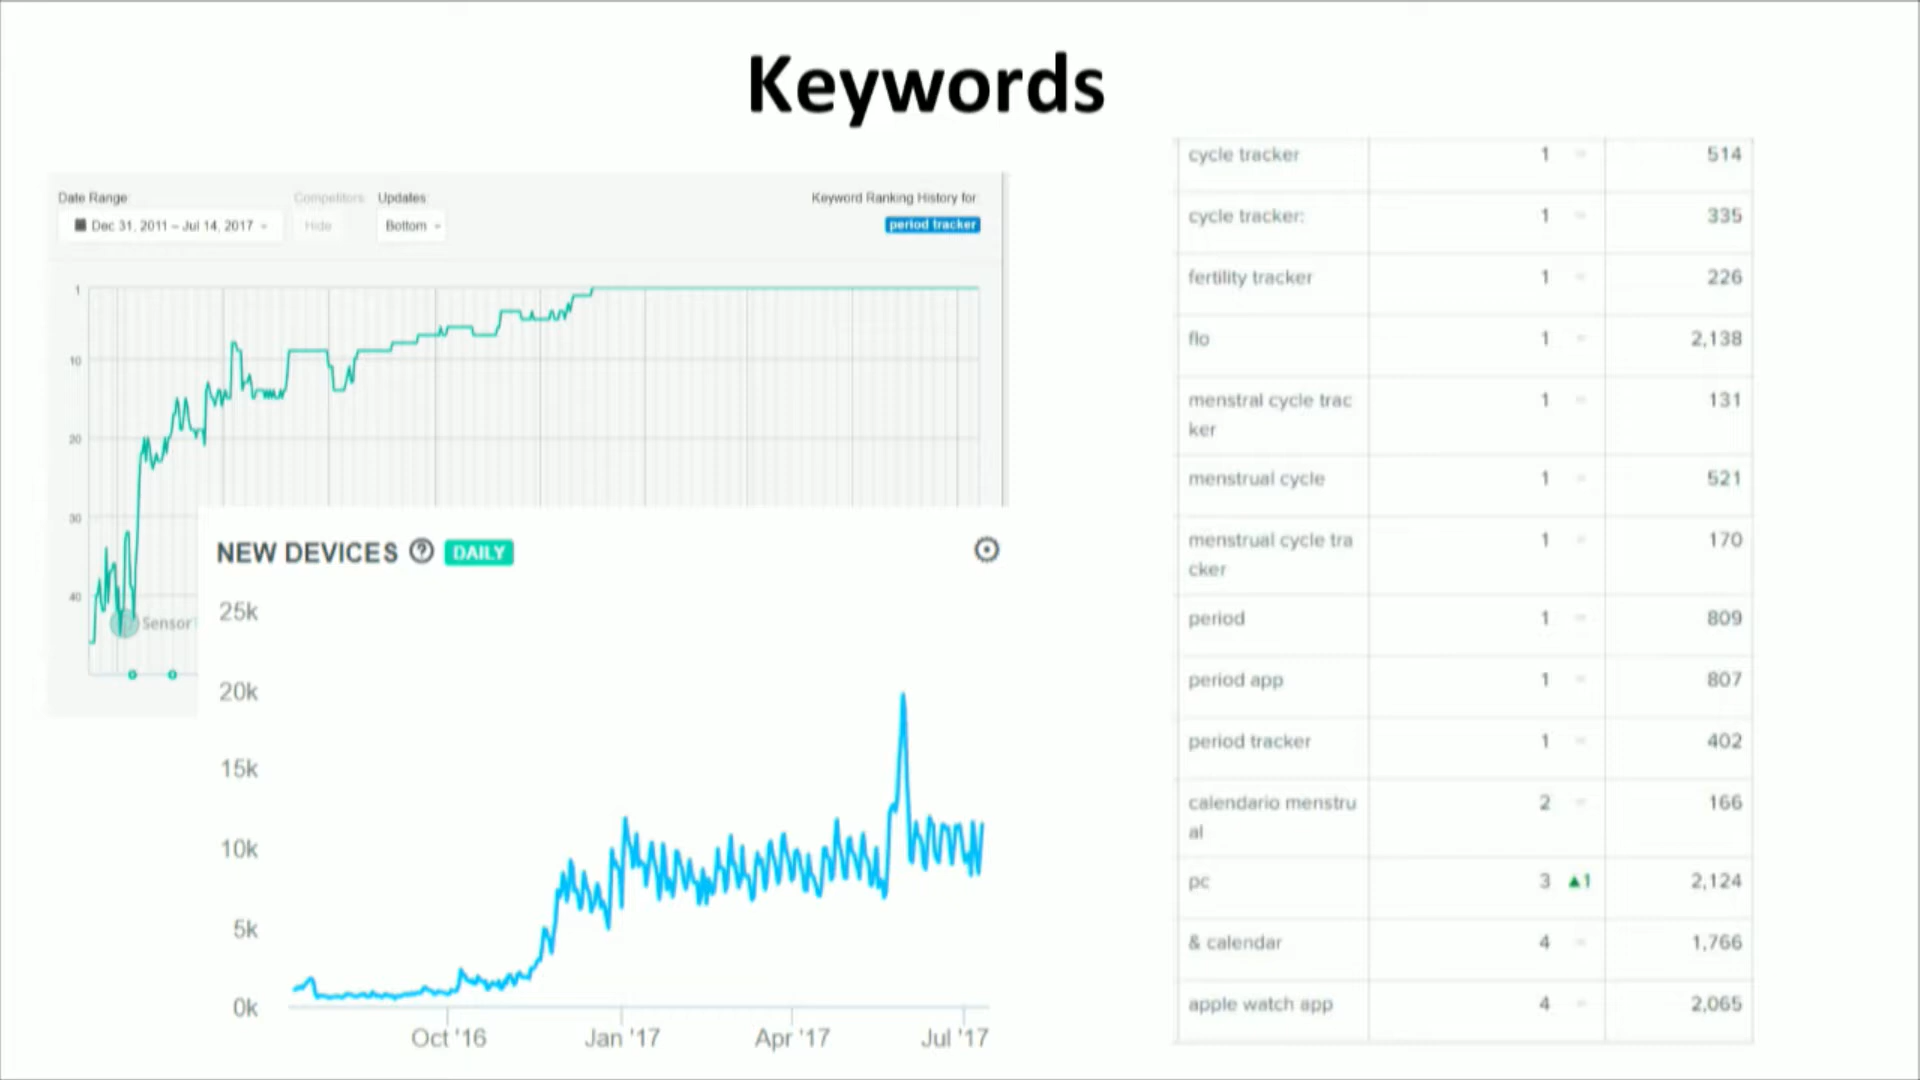 Keywords
Date Range:
Competitors:
Updates:
Keyword Ranking History for
Dec 31, 2011 – Jul 14, 2017
Hide
Bottom
period tracker
1
10
20
30
40
Sensor
NEW DEVICES ? DAILY
25k
20k
15k
10k
5k
0k
Oct '16
Jan '17
Apr '17
Jul '17
cycle tracker 1 = 514
cycle tracker: 1 = 335
fertility tracker 1 = 226
flo 1 = 2,138
menstral cycle trac
ker 1 = 131
menstrual cycle 1 = 521
menstrual cycle tra
cker 1 = 170
period 1 = 809
period app 1 = 807
period tracker 1 = 402
calendario menstru
al 2 = 166
pc 3 ▲1 2,124
& calendar 4 = 1,766
apple watch app 4 = 2,065